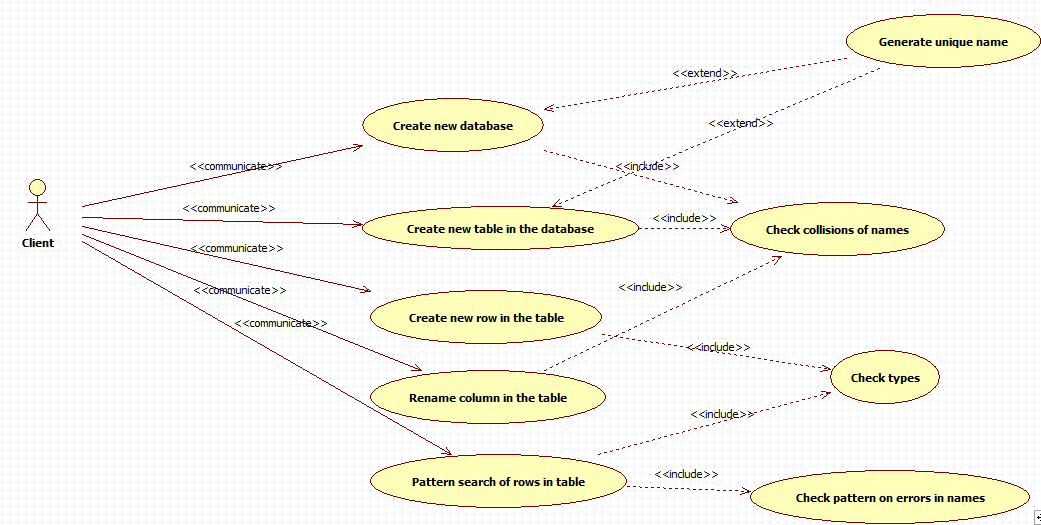 Generate unique name
<<extend>>
<<extend>>
Create new database
<<communicate>>
<<include>>
<<communicate>>
<<include>>
Client
Create new table in the database
Check collisions of names
<<communicate>>
<<include>>
<<communicate>>
Create new row in the table
<<communicate>>
<<include>>
Check types
Rename column in the table
<<include>>
Pattern search of rows in table
<<include>>
Check pattern on errors in names